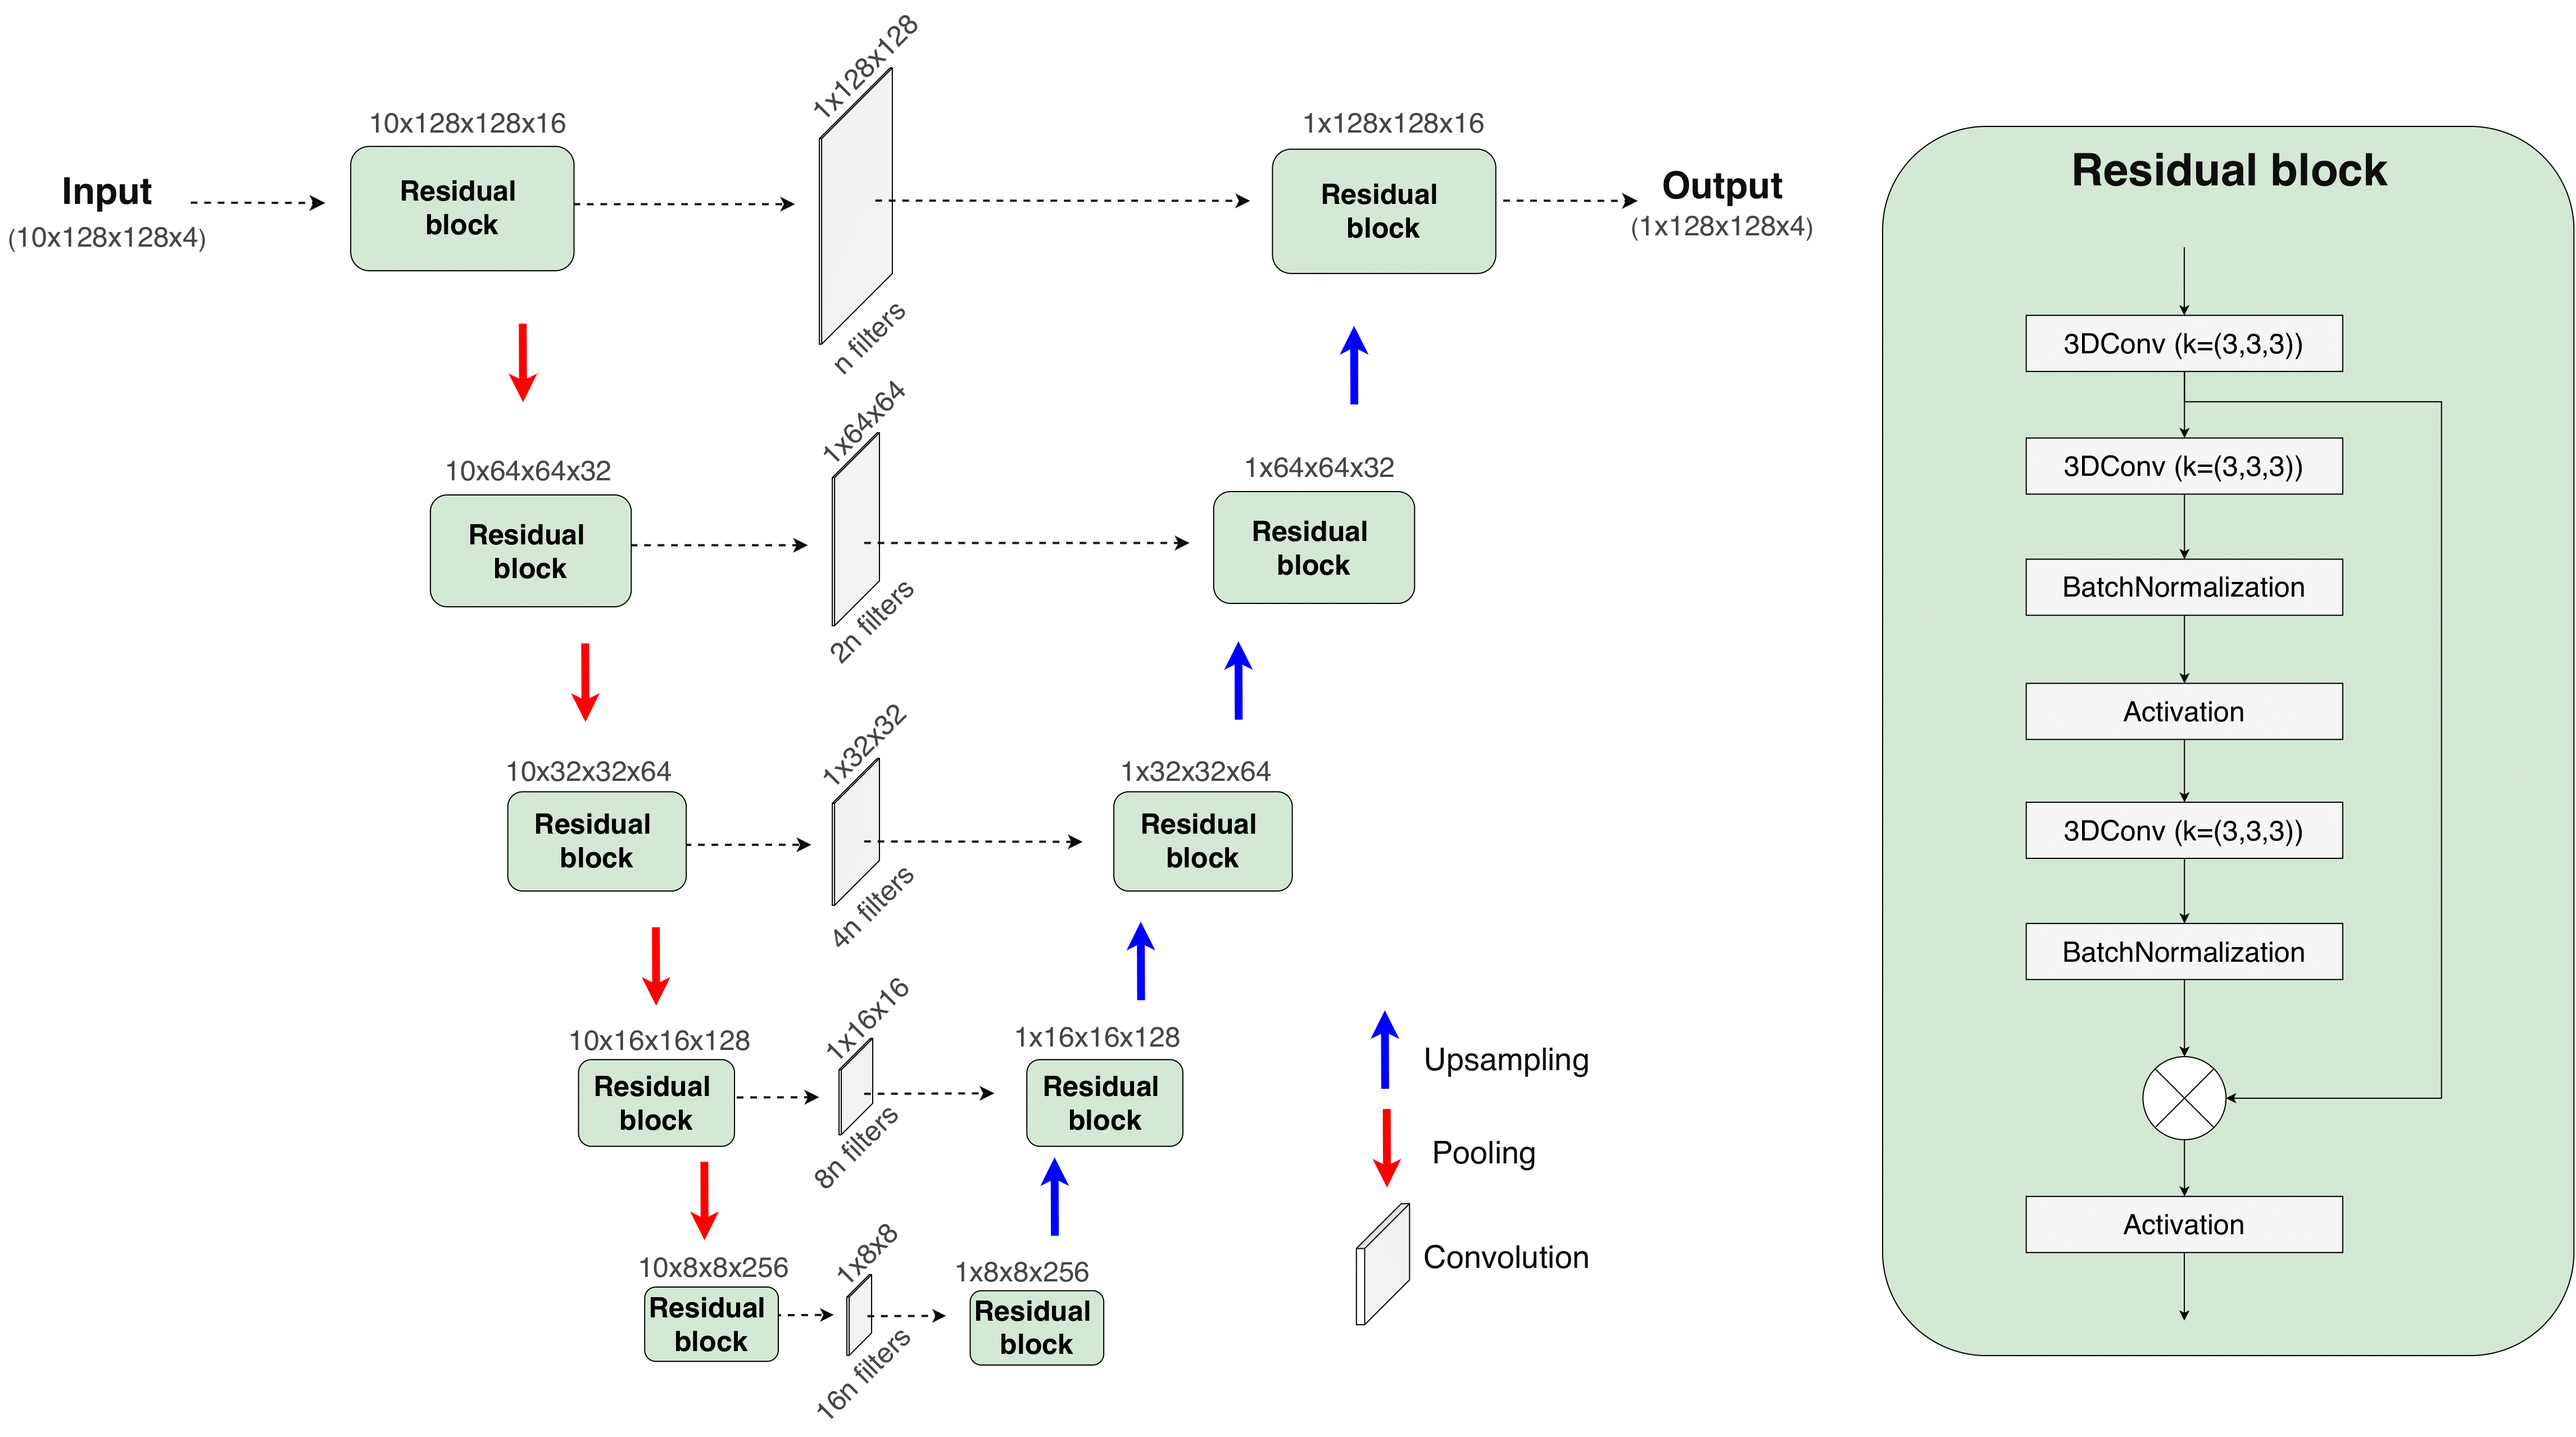 Input
(10x128x128x4)
10x128x128x16
Residual
block
1x128x128
n filters
1x128x128x16
Residual
block
Output
(1x128x128x4)
10x64x64x32
Residual
block
1x64x64
2n filters
1x64x64x32
Residual
block
10x32x32x64
Residual
block
1x32x32
4n filters
1x32x32x64
Residual
block
10x16x16x128
Residual
block
1x16x16
8n filters
1x16x16x128
Residual
block
10x8x8x256
Residual
block
1x8x8
16n filters
1x8x8x256
Residual
block
Upsampling
Pooling
Convolution
Residual block
3DConv (k=(3,3,3))
3DConv (k=(3,3,3))
BatchNormalization
Activation
3DConv (k=(3,3,3))
BatchNormalization
Activation